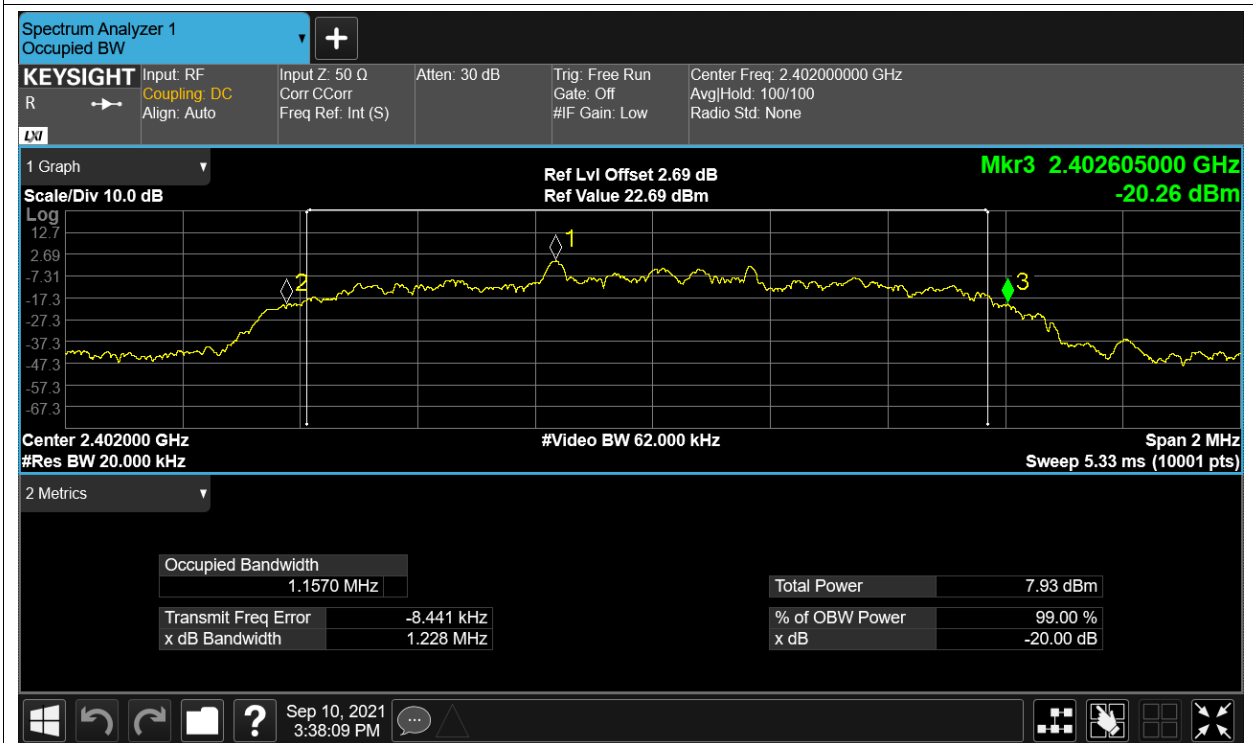 Spectrum Analyzer 1
Occupied BW
KEYSIGHT
R
LXI
Input: RF
Coupling: DC
Align: Auto
Input Z: 50 Ω
Corr CCorr
Freq Ref: Int (S)
Atten: 30 dB
Trig: Free Run
Gate: Off
#IF Gain: Low
Center Freq: 2.402000000 GHz
Avg|Hold: 100/100
Radio Std: None
1 Graph
Scale/Div 10.0 dB
Ref Lvl Offset 2.69 dB
Ref Value 22.69 dBm
Mkr3 2.402605000 GHz
-20.26 dBm
Log
12.7
2.69
-7.31
-17.3
-27.3
-37.3
-47.3
-57.3
-67.3
1
2
3
Center 2.402000 GHz
#Video BW 62.000 kHz
Span 2 MHz
#Res BW 20.000 kHz
Sweep 5.33 ms (10001 pts)
2 Metrics
Occupied Bandwidth
1.1570 MHz
Transmit Freq Error -8.441 kHz
x dB Bandwidth 1.228 MHz
Total Power 7.93 dBm
% of OBW Power 99.00 %
x dB -20.00 dB
?
Sep 10, 2021
3:38:09 PM